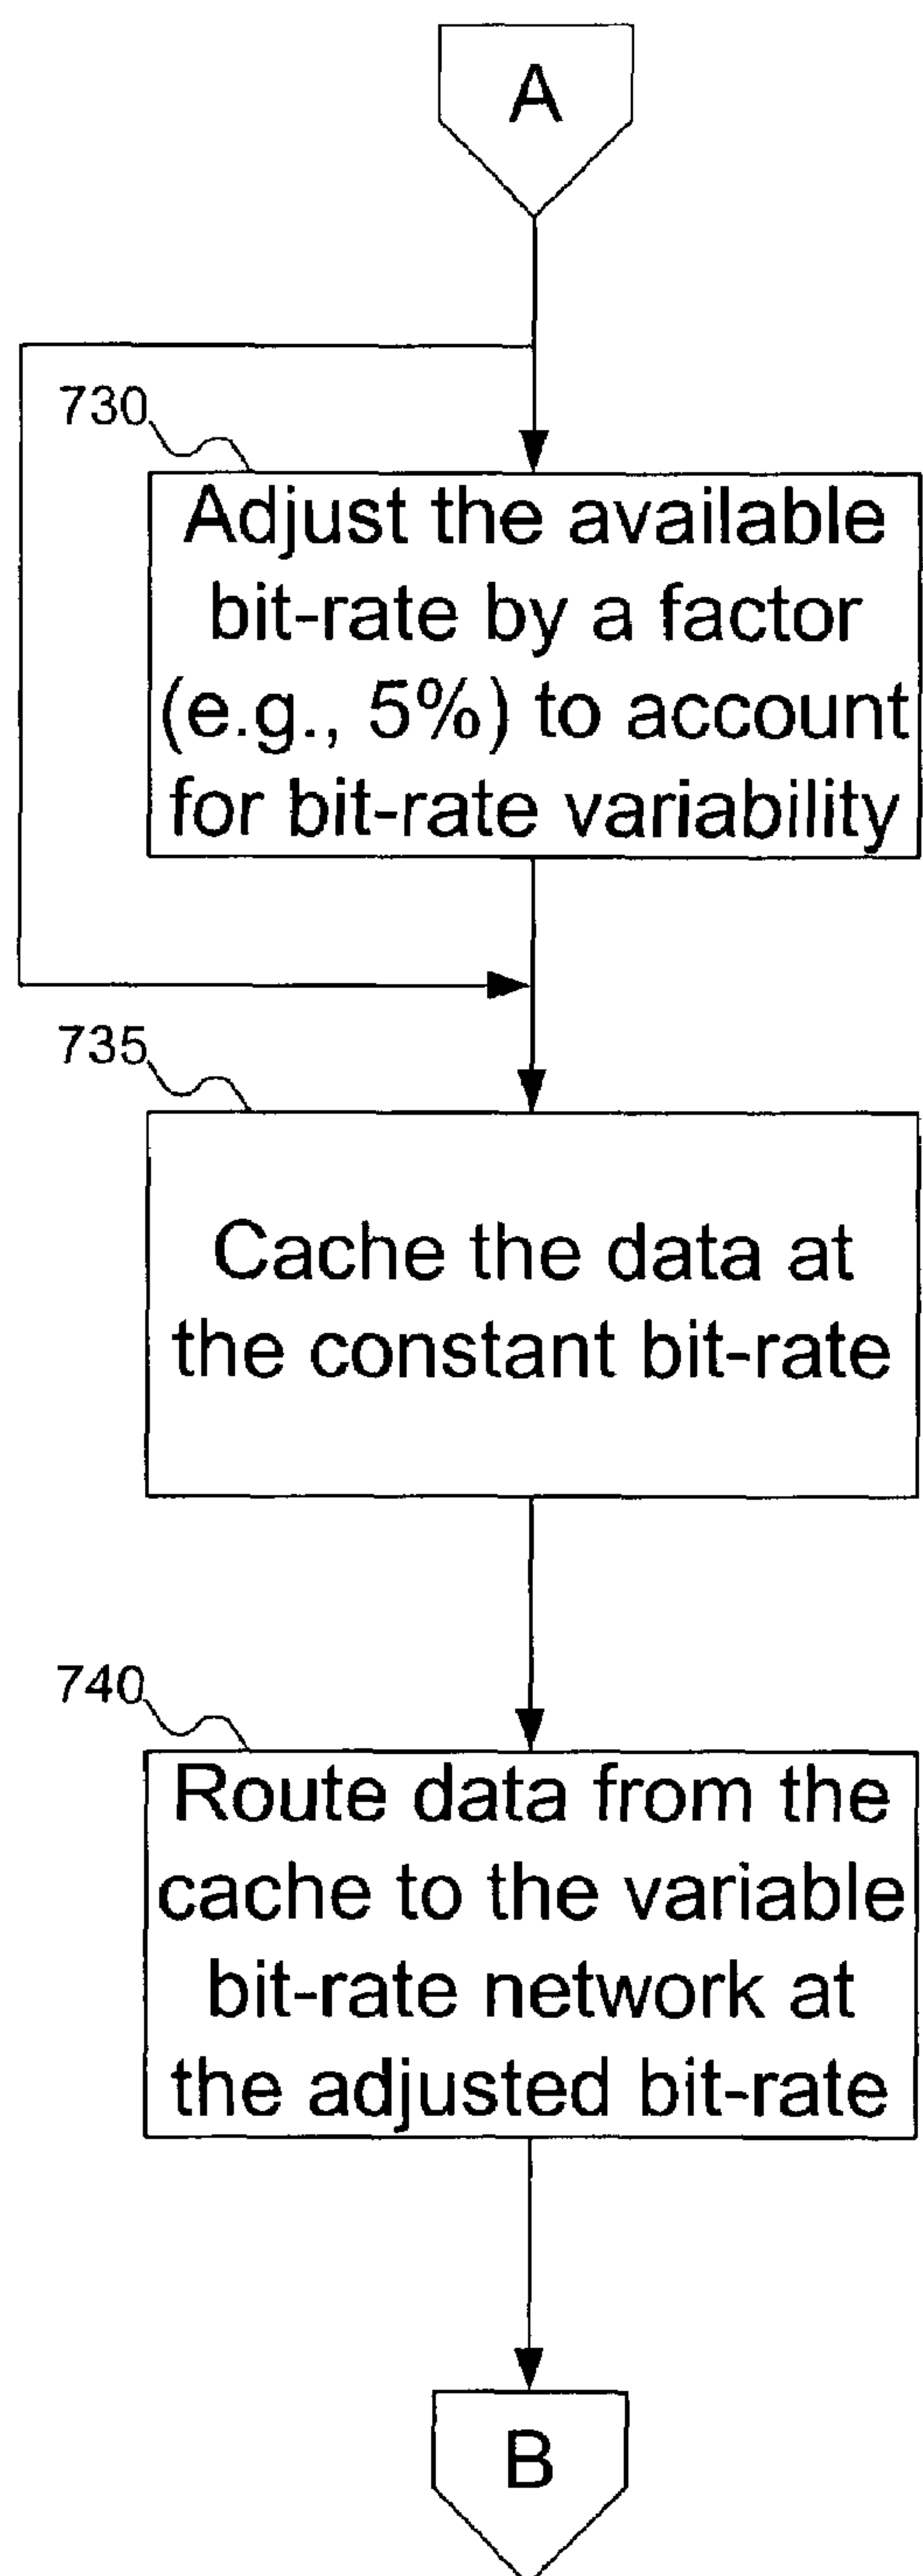 A
730
Adjust the available
bit-rate by a factor
(e.g., 5%) to account
for bit-rate variability
735
Cache the data at
the constant bit-rate
740
Route data from the
cache to the variable
bit-rate network at
the adjusted bit-rate
B